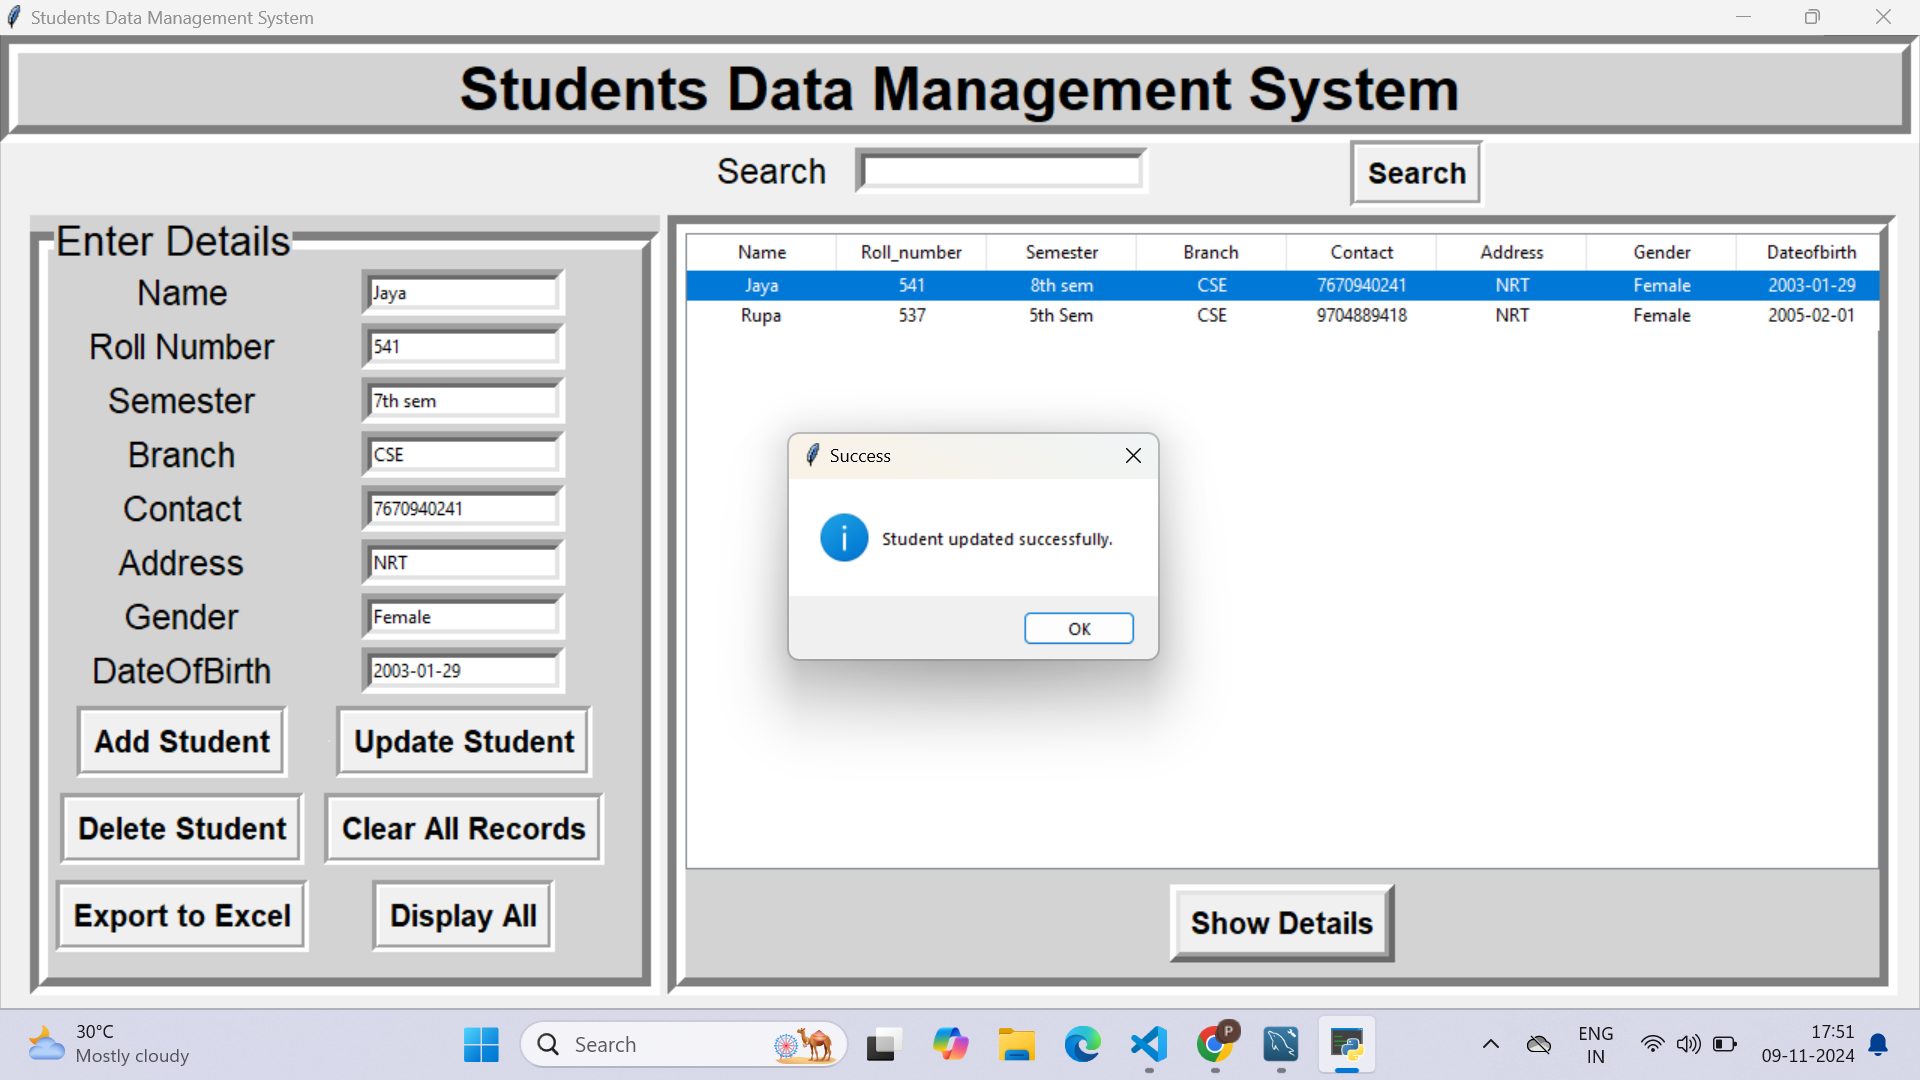 Students Data Management System
Students Data Management System
Search Search
Enter Details
Name Jaya
Roll Number 541
Semester 7th sem
Branch CSE
Contact 7670940241
Address NRT
Gender Female
DateOfBirth 2003-01-29
Add Student Update Student
Delete Student Clear All Records
Export to Excel Display All
Name Roll_number Semester Branch Contact Address Gender Dateofbirth
Jaya 541 8th sem CSE 7670940241 NRT Female 2003-01-29
Rupa 537 5th Sem CSE 9704889418 NRT Female 2005-02-01
Success
i
Student updated successfully.
OK
Show Details
30°C
Mostly cloudy
Search
P
ENG
IN
17:51
09-11-2024